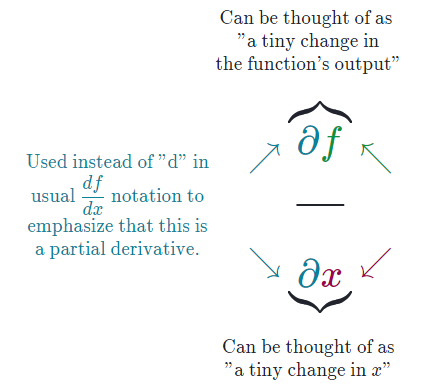 Can be thought of as
"a tiny change in
the function's output"
∂f
Used instead of "d" in
usual df/dx notation to
emphasize that this is
a partial derivative.
∂x
Can be thought of as
"a tiny change in x"